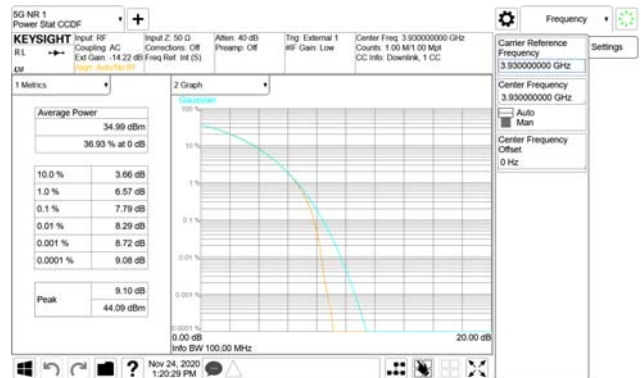 5G NR 1
Power Stat CCDF
Frequency
KEYSIGHT
RL
Input: RF
Coupling: AC
Ext Gain: -14.22 dB
Align: Auto/No RF
Input Z: 50 Ω
Corrections: Off
Freq Ref: Int (S)
Atten: 40 dB
Preamp: Off
Trig: External 1
#IF Gain: Low
Center Freq: 3.930000000 GHz
Counts: 1.00 M/1.00 Mpt
CC Info: Downlink, 1 CC
Carrier Reference
Frequency
3.930000000 GHz
Settings
Center Frequency
3.930000000 GHz
Auto
Man
Center Frequency
Offset
0 Hz
1 Metrics
Average Power
34.99 dBm
36.93 % at 0 dB
10.0 % 3.66 dB
1.0 % 6.57 dB
0.1 % 7.79 dB
0.01 % 8.29 dB
0.001 % 8.72 dB
0.0001 % 9.08 dB
Peak
9.10 dB
44.09 dBm
2 Graph
Gaussian
100 %
10 %
1 %
0.1 %
0.01 %
0.001 %
0.0001 %
0.00 dB
20.00 dB
Info BW 100.00 MHz
Nov 24, 2020
1:20:29 PM